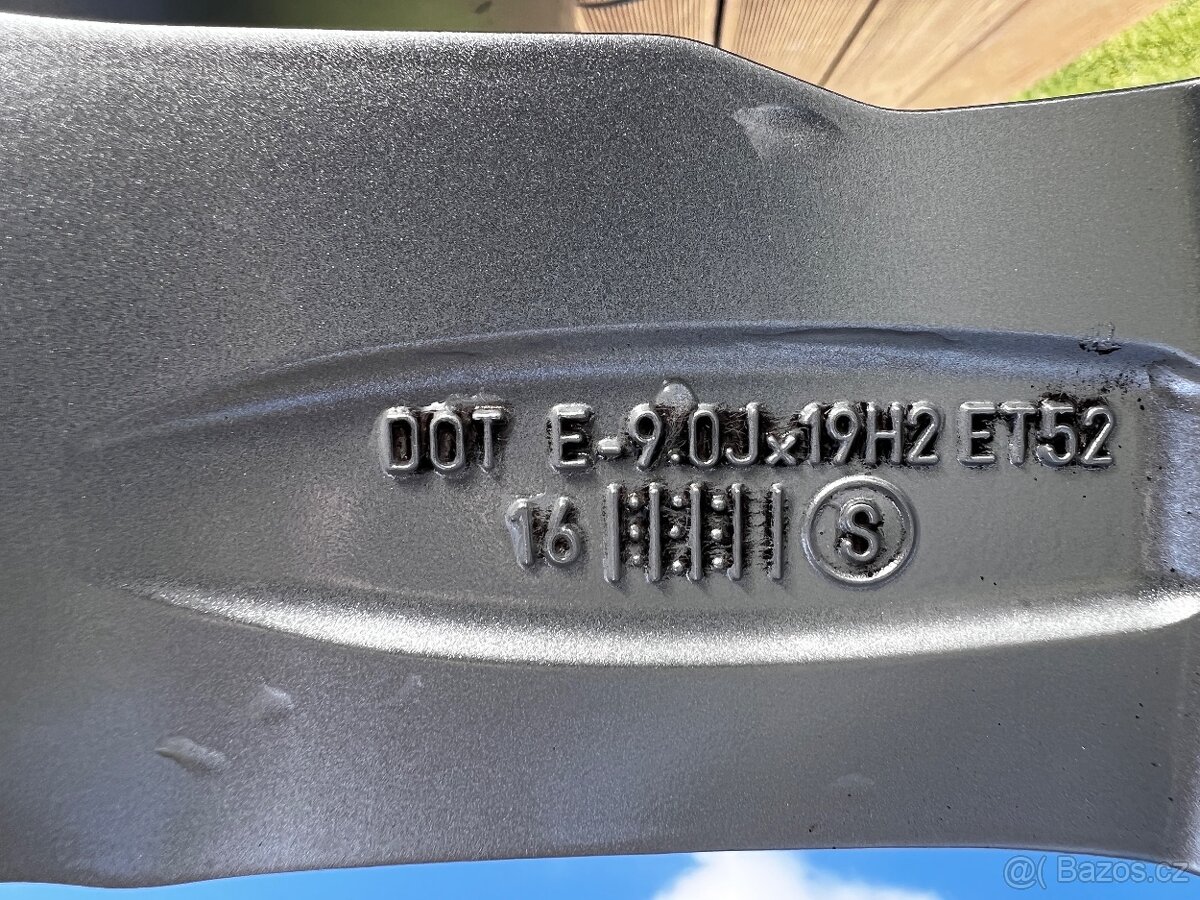 DOT E-9.0Jx19H2 ET52
16 S
@( Bazos.cz